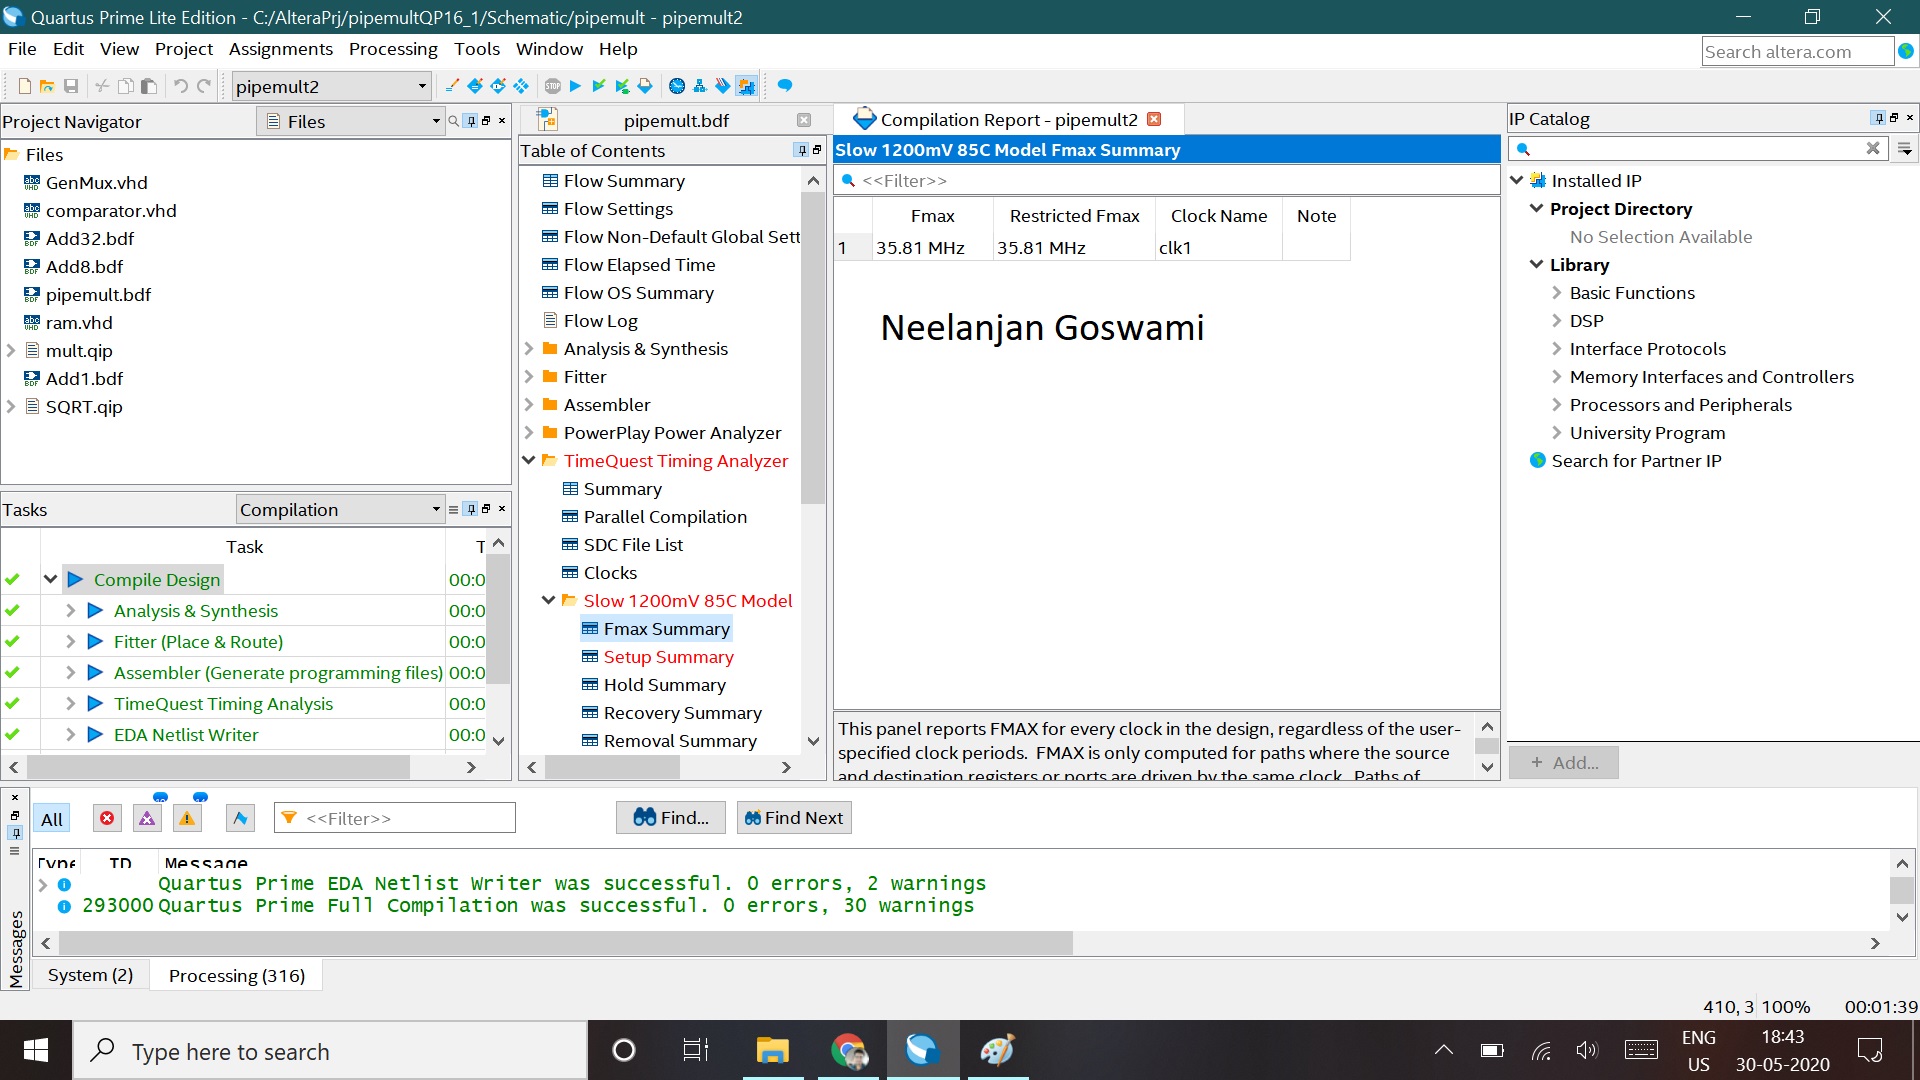 Quartus Prime Lite Edition - C:/AlteraPrj/pipemultQP16_1/Schematic/pipemult - pipemult2
File Edit View Project Assignments Processing Tools Window Help
Search altera.com
pipemult2
Project Navigator
Files
Files
GenMux.vhd
comparator.vhd
Add32.bdf
Add8.bdf
pipemult.bdf
ram.vhd
mult.qip
Add1.bdf
SQRT.qip
Tasks
Compilation
Task T
Compile Design 00:0
Analysis & Synthesis 00:0
Fitter (Place & Route) 00:0
Assembler (Generate programming files) 00:0
TimeQuest Timing Analysis 00:0
EDA Netlist Writer 00:0
pipemult.bdf
Table of Contents
Flow Summary
Flow Settings
Flow Non-Default Global Sett
Flow Elapsed Time
Flow OS Summary
Flow Log
Analysis & Synthesis
Fitter
Assembler
PowerPlay Power Analyzer
TimeQuest Timing Analyzer
Summary
Parallel Compilation
SDC File List
Clocks
Slow 1200mV 85C Model
Fmax Summary
Setup Summary
Hold Summary
Recovery Summary
Removal Summary
Compilation Report - pipemult2
Slow 1200mV 85C Model Fmax Summary
<<Filter>>
Fmax Restricted Fmax Clock Name Note
1 35.81 MHz 35.81 MHz clk1
Neelanjan Goswami
This panel reports FMAX for every clock in the design, regardless of the user-
specified clock periods. FMAX is only computed for paths where the source
and destination registers or ports are driven by the same clock. Paths of
IP Catalog
Installed IP
Project Directory
No Selection Available
Library
Basic Functions
DSP
Interface Protocols
Memory Interfaces and Controllers
Processors and Peripherals
University Program
Search for Partner IP
+ Add...
All
<<Filter>>
Find...
Find Next
Type ID Message
Quartus Prime EDA Netlist Writer was successful. 0 errors, 2 warnings
293000 Quartus Prime Full Compilation was successful. 0 errors, 30 warnings
Messages
System (2)
Processing (316)
410, 3 100% 00:01:39
Type here to search
ENG
US
18:43
30-05-2020